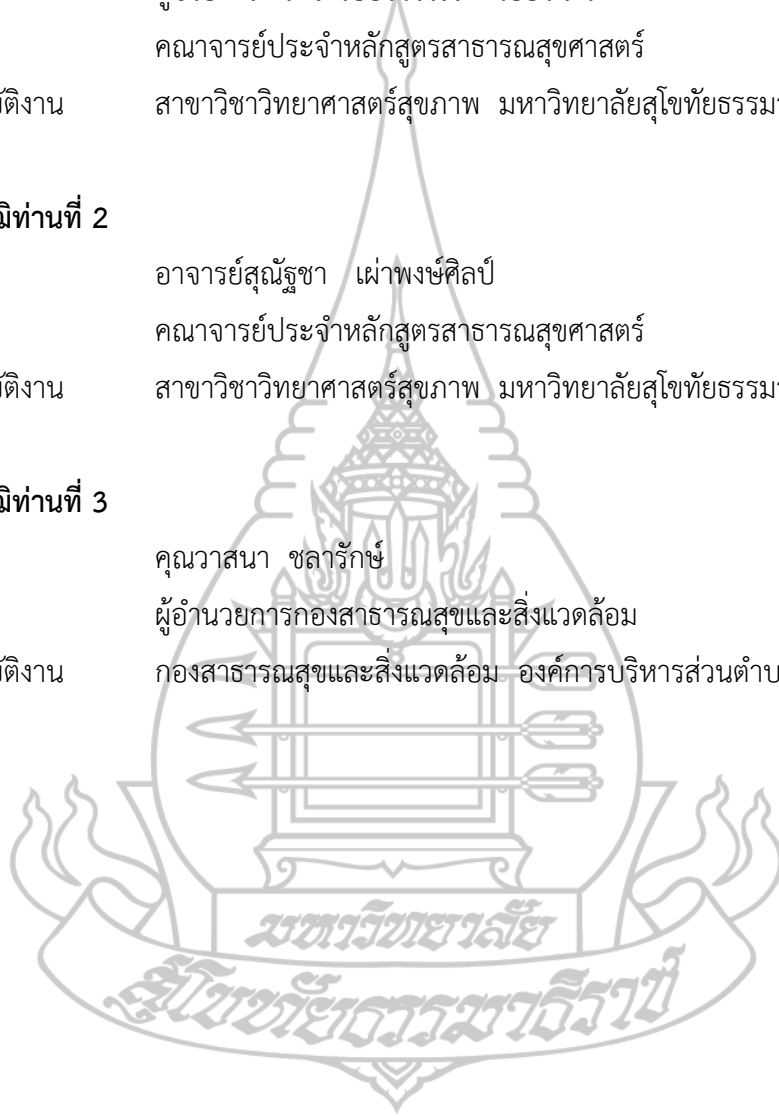 คณาจารย์ประจำหลักสูตรสาธารณสุขศาสตร์
สาขาวิชาวิทยาศาสตร์สุขภาพ มหาวิทยาลัยสุโขทัยธรรม
ท่านที่ 2
อาจารย์สุณัฐชา เผ่าพงษ์ศิลป์
คณาจารย์ประจำหลักสูตรสาธารณสุขศาสตร์
สาขาวิชาวิทยาศาสตร์สุขภาพ มหาวิทยาลัยสุโขทัยธรรม
ท่านที่ 3
คุณวาสนา ชลารักษ์
ผู้อำนวยการกองสาธารณสุขและสิ่งแวดล้อม
กองสาธารณสุขและสิ่งแวดล้อม องค์การบริหารส่วนตำบ
มหาวิทยาลัย
สุโขทัยธรรมาธิราช